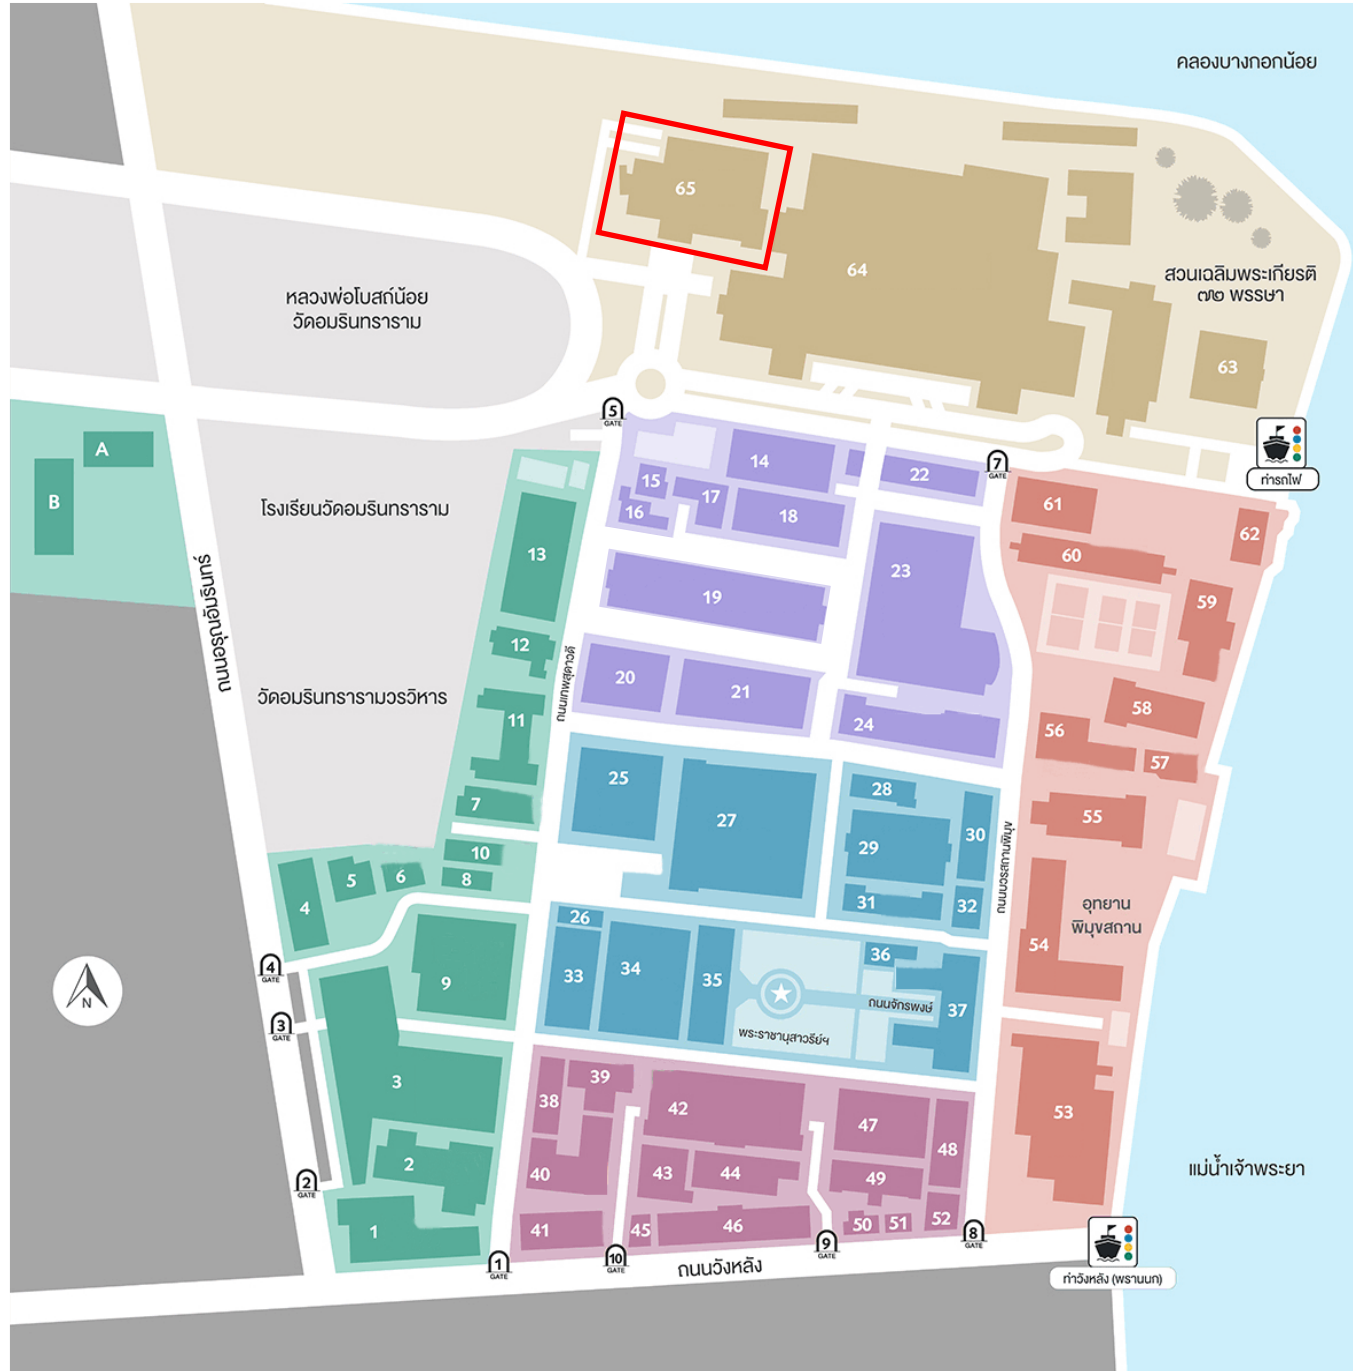 คลองบางกอกน้อย
65
64
สวนเฉลิมพระเกียรติ
๗๒ พรรษา
หลวงพ่อโบสถ์น้อย
วัดอมรินทราราม
63
5
GATE
7
GATE
ท่ารถไฟ
A
B
14
22
15
17
16
18
61
62
60
โรงเรียนวัดอมรินทราราม
13
23
59
ถนนอรุณอมรินทร์
19
12
ถนนเทพสุดาวดี
20
21
58
วัดอมรินทรารามวรวิหาร
11
24
56
57
25
28
7
27
30
55
10
29
8
5
6
4
31
32
ถนนบวรสถานพิมุข
อุทยาน
พิมุขสถาน
26
36
54
4
GATE
33
34
35
9
37
ถนนจักรพงษ์
N
3
GATE
พระราชานุสาวรีย์ฯ
3
38
39
42
47
53
48
2
40
43
44
49
แม่น้ำเจ้าพระยา
2
GATE
1
41
45
46
50
51
52
1
GATE
10
GATE
9
GATE
8
GATE
ถนนวังหลัง
ท่าวังหลัง (พรานนก)